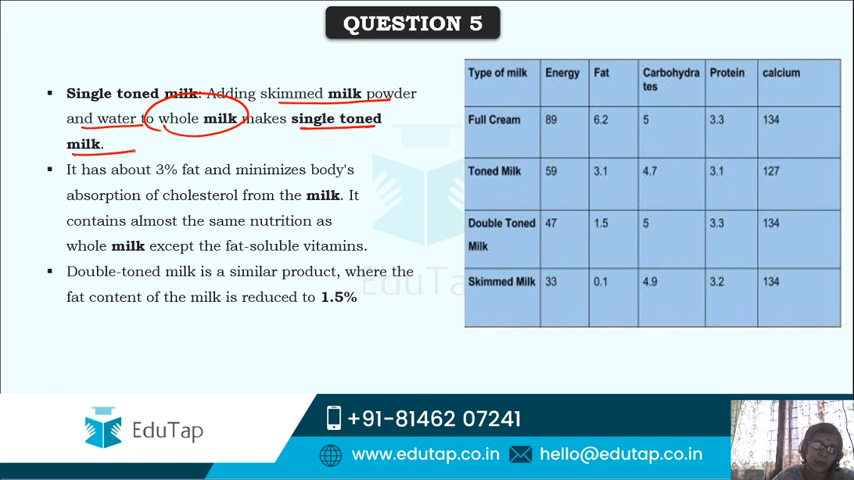 QUESTION 5
▪ Single toned milk: Adding skimmed milk powder
and water to whole milk makes single toned
milk.
▪ It has about 3% fat and minimizes body's
absorption of cholesterol from the milk. It
contains almost the same nutrition as
whole milk except the fat-soluble vitamins.
▪ Double-toned milk is a similar product, where the
fat content of the milk is reduced to 1.5%
Type of milk Energy Fat Carbohydra Protein calcium
tes
Full Cream 89 6.2 5 3.3 134
Toned Milk 59 3.1 4.7 3.1 127
Double Toned 47 1.5 5 3.3 134
Milk
Skimmed Milk 33 0.1 4.9 3.2 134
EduTap
EduTap
+91-81462 07241
www.edutap.co.in hello@edutap.co.in